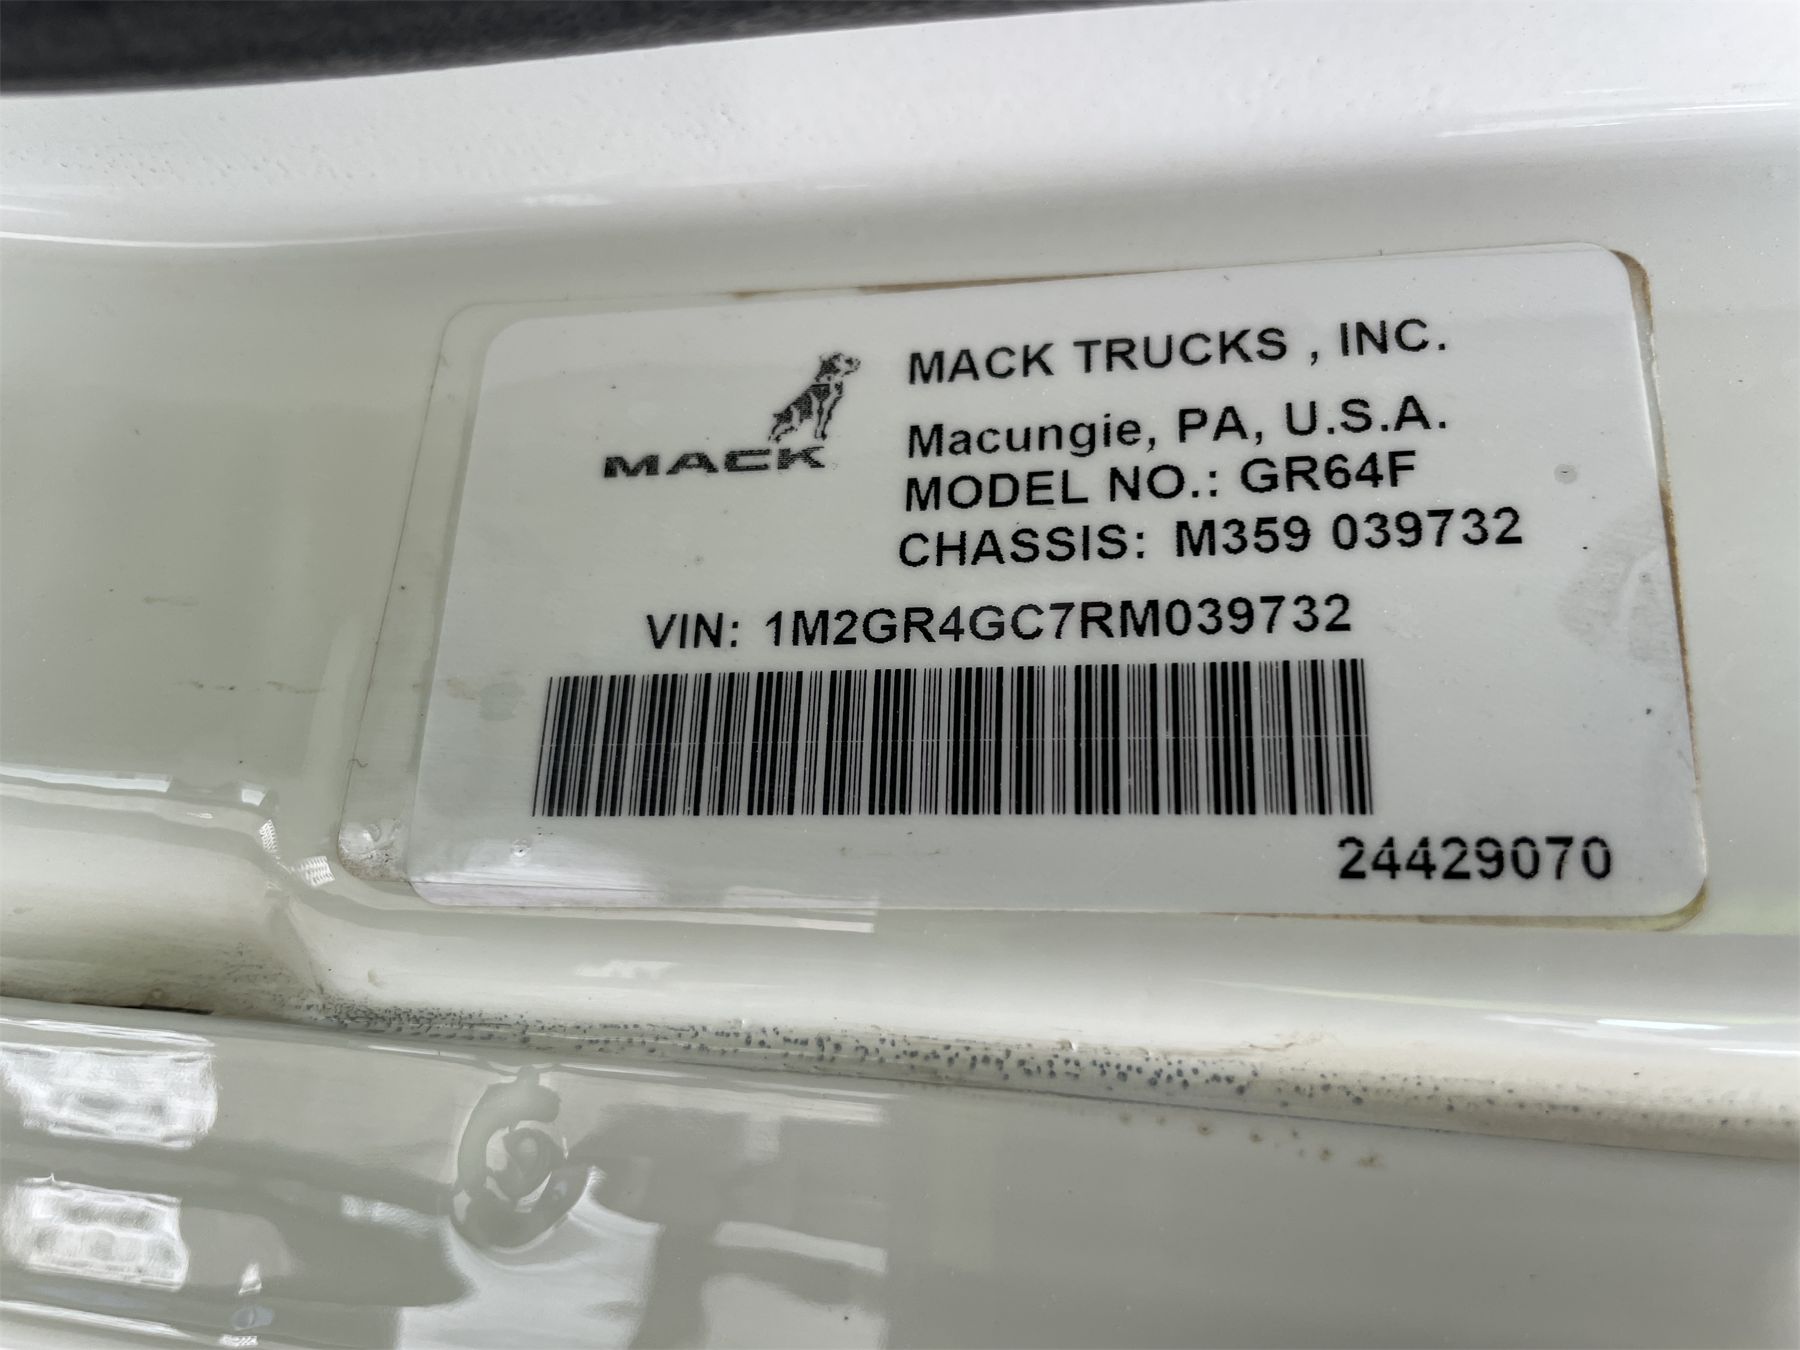 MACK
MACK TRUCKS , INC.
Macungie, PA, U.S.A.
MODEL NO.: GR64F
CHASSIS: M359 039732
VIN: 1M2GR4GC7RM039732
24429070